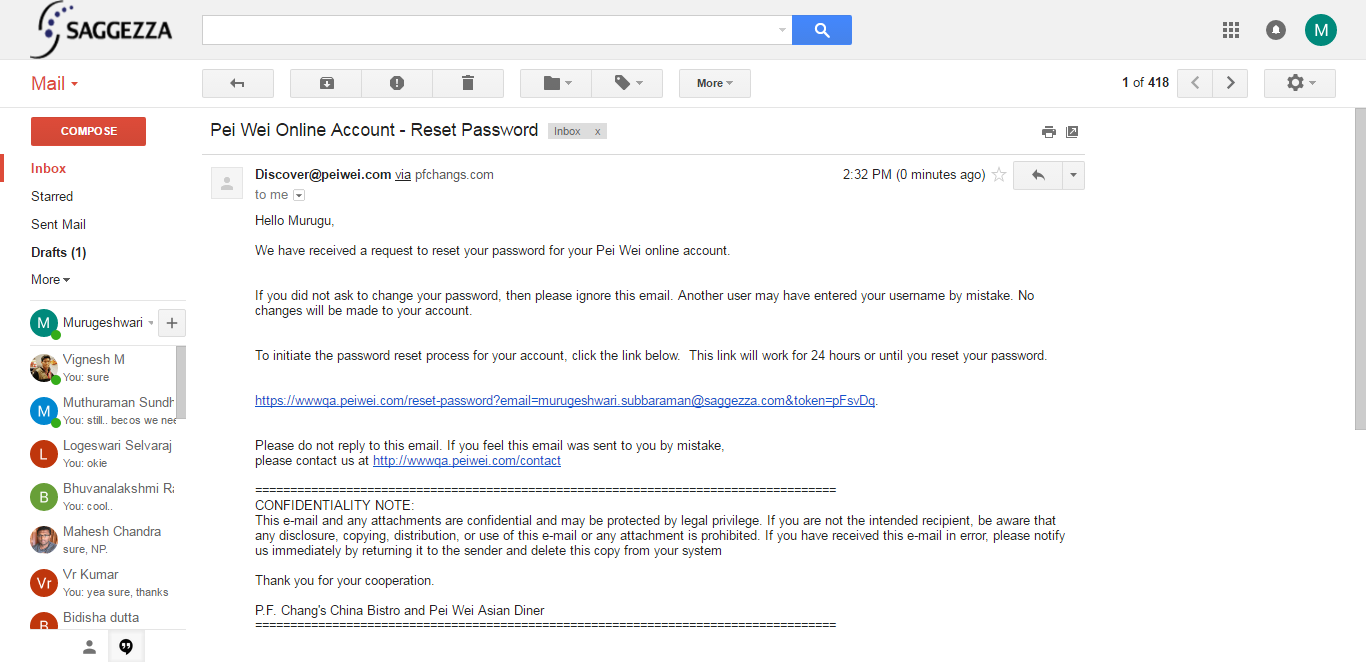 SAGGEZZA
M
Mail
More
1 of 418
COMPOSE
Inbox
Starred
Sent Mail
Drafts (1)
More
M Murugeshwari +
Vignesh M
You: sure
M Muthuraman Sundh
You: still.. becos we nee
L Logeswari Selvaraj
You: okie
B Bhuvanalakshmi Ra
You: cool..
Mahesh Chandra
sure, NP.
Vr Vr Kumar
You: yea sure, thanks
B Bidisha dutta
Pei Wei Online Account - Reset Password Inbox x
Discover@peiwei.com via pfchangs.com 2:32 PM (0 minutes ago)
to me
Hello Murugu,
We have received a request to reset your password for your Pei Wei online account.
If you did not ask to change your password, then please ignore this email. Another user may have entered your username by mistake. No
changes will be made to your account.
To initiate the password reset process for your account, click the link below.  This link will work for 24 hours or until you reset your password.
https://wwwqa.peiwei.com/reset-password?email=murugeshwari.subbaraman@saggezza.com&token=pFsvDq.
Please do not reply to this email. If you feel this email was sent to you by mistake,
please contact us at http://wwwqa.peiwei.com/contact
===================================================================================
CONFIDENTIALITY NOTE:
This e-mail and any attachments are confidential and may be protected by legal privilege. If you are not the intended recipient, be aware that
any disclosure, copying, distribution, or use of this e-mail or any attachment is prohibited. If you have received this e-mail in error, please notify
us immediately by returning it to the sender and delete this copy from your system
Thank you for your cooperation.
P.F. Chang's China Bistro and Pei Wei Asian Diner
===================================================================================